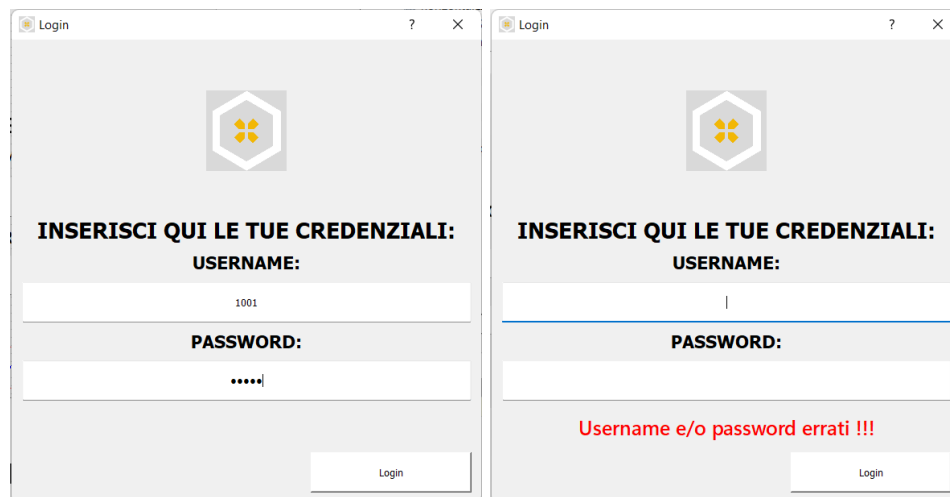 Login
?
INSERISCI QUI LE TUE CREDENZIALI:
USERNAME:
1001
PASSWORD:
•••••
Login
Login
?
INSERISCI QUI LE TUE CREDENZIALI:
USERNAME:
PASSWORD:
Username e/o password errati !!!
Login